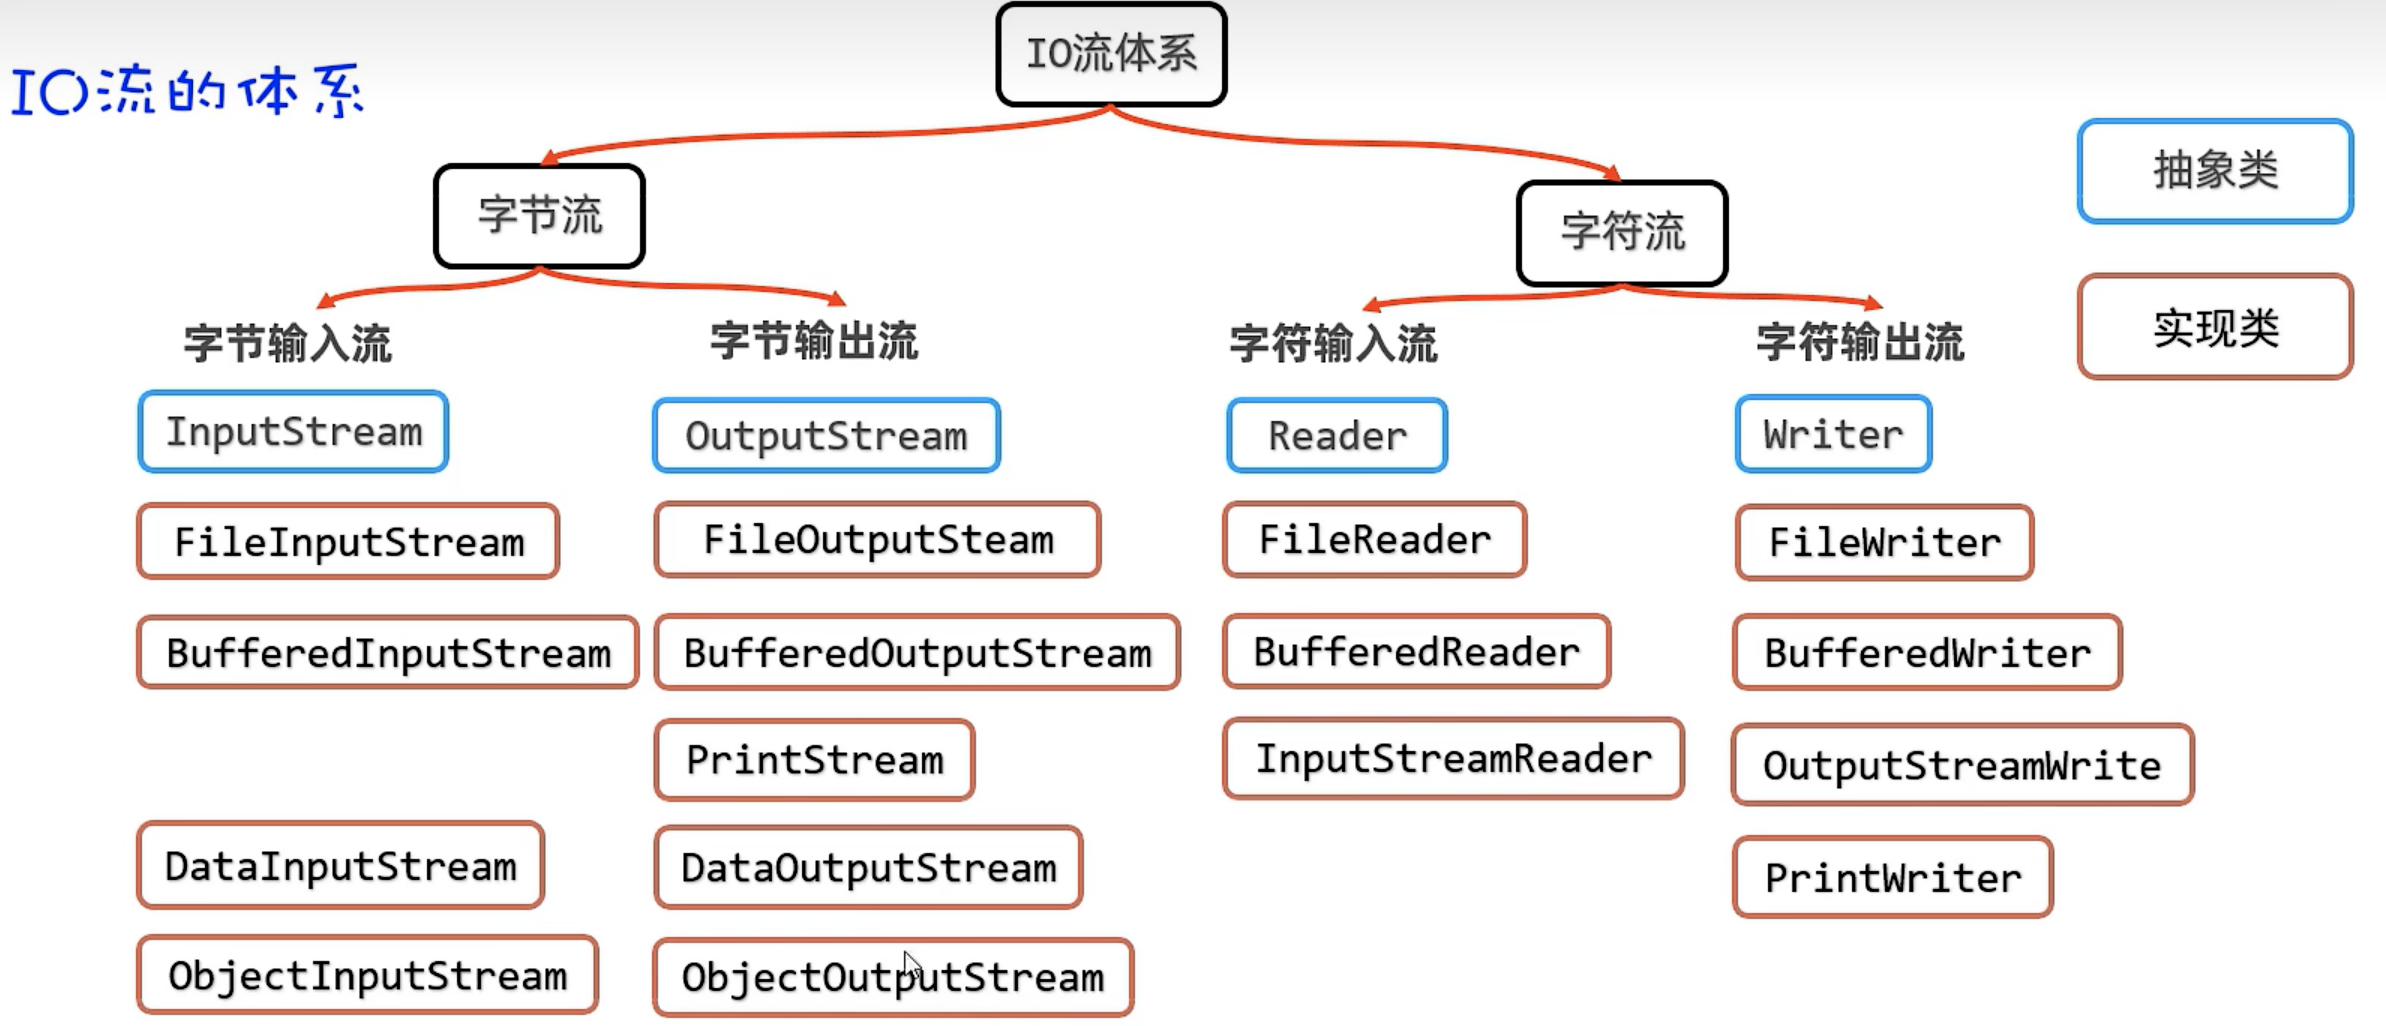 IO流的体系
IO流体系
字节流
字符流
抽象类
实现类
字节输入流
字节输出流
字符输入流
字符输出流
InputStream
OutputStream
Reader
Writer
FileInputStream
FileOutputSteam
FileReader
FileWriter
BufferedInputStream
BufferedOutputStream
BufferedReader
BufferedWriter
PrintStream
InputStreamReader
OutputStreamWrite
DataInputStream
DataOutputStream
PrintWriter
ObjectInputStream
ObjectOutputStream